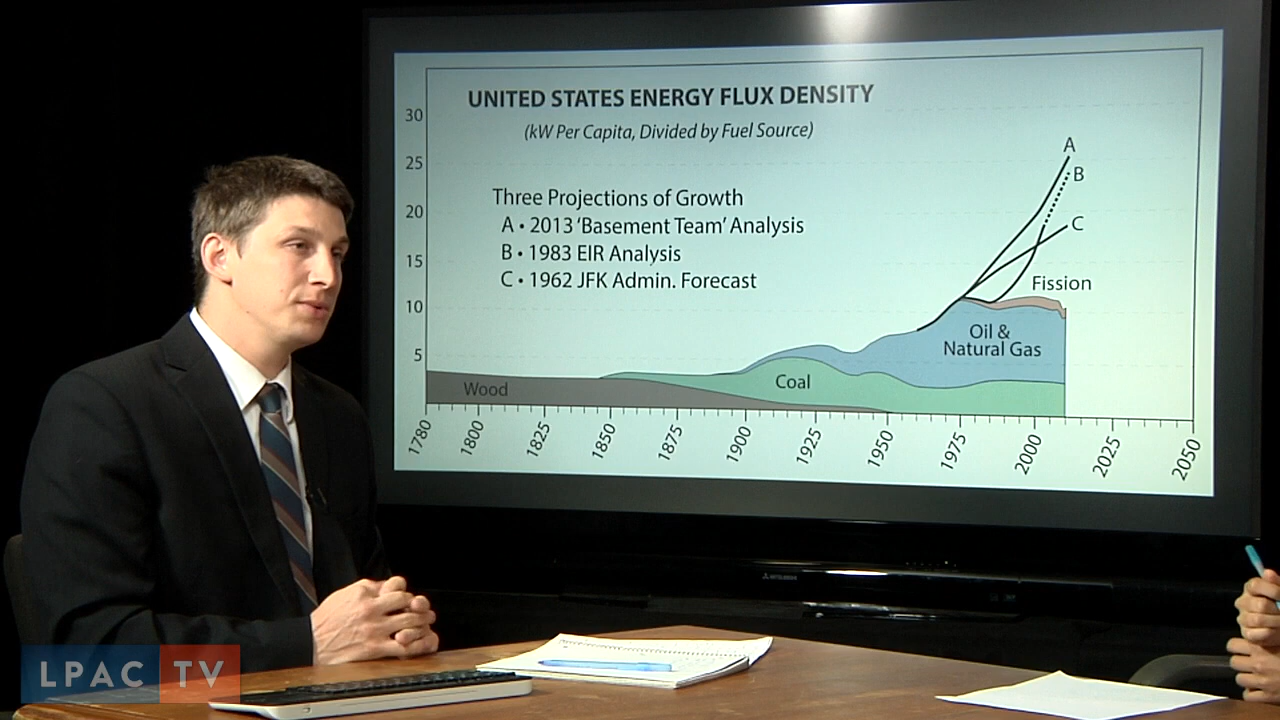 UNITED STATES ENERGY FLUX DENSITY
(kW Per Capita, Divided by Fuel Source)
Three Projections of Growth
A • 2013 'Basement Team' Analysis
B • 1983 EIR Analysis
C • 1962 JFK Admin. Forecast
30
25
20
15
10
5
A
B
C
Fission
Oil &
Natural Gas
Coal
Wood
1780 1800 1825 1850 1875 1900 1925 1950 1975 2000 2025 2050
MITSUBISHI
LPAC TV